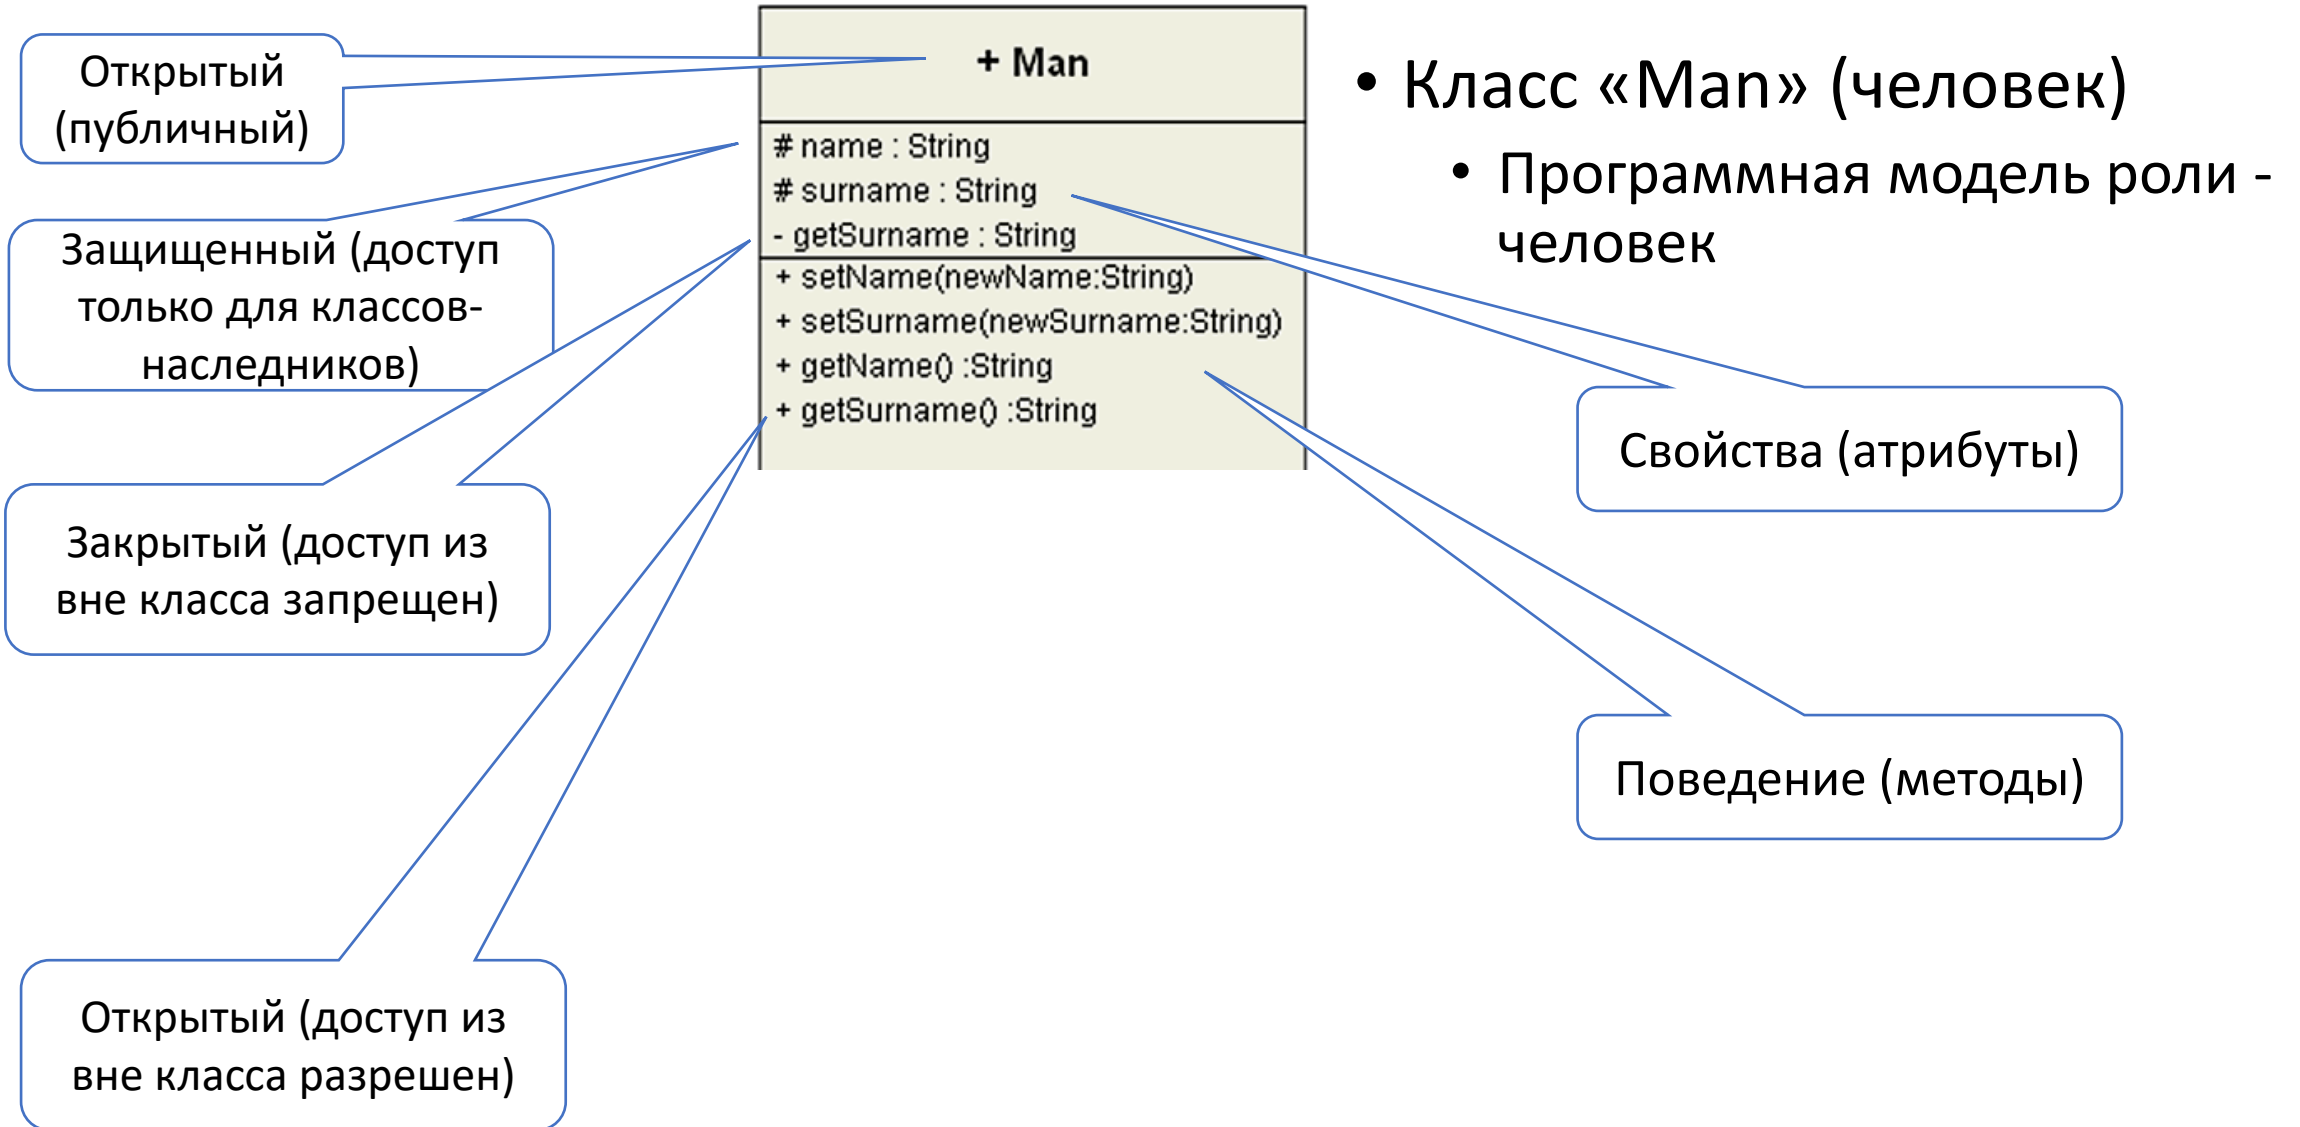 Открытый
(публичный)
Защищенный (доступ
только для классов-
наследников)
Закрытый (доступ из
вне класса запрещен)
Открытый (доступ из
вне класса разрешен)
+ Man
# name : String
# surname : String
- getSurname : String
+ setName(newName:String)
+ setSurname(newSurname:String)
+ getName() :String
+ getSurname() :String
• Класс «Man» (человек)
• Программная модель роли -
человек
Свойства (атрибуты)
Поведение (методы)